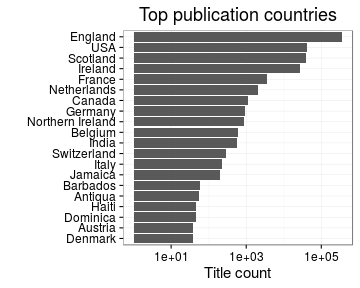 Top publication countries
England
USA
Scotland
Ireland
France
Netherlands
Canada
Germany
Northern Ireland
Belgium
India
Switzerland
Italy
Jamaica
Barbados
Antigua
Haiti
Dominica
Austria
Denmark
1e+01 1e+03 1e+05
Title count